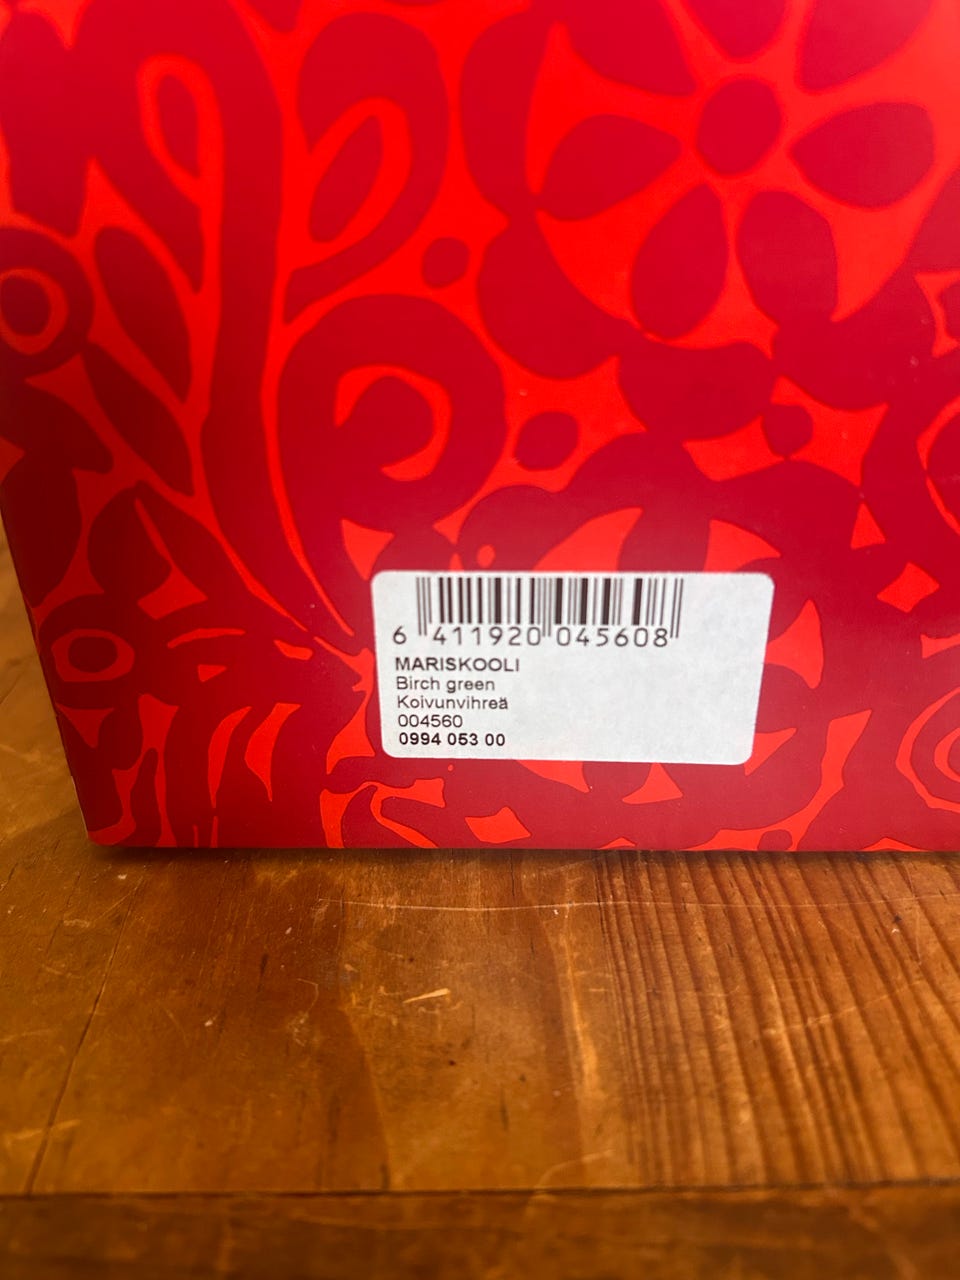 6 411920 045608
MARISKOOLI
Birch green
Koivunvihreä
004560
0994 053 00